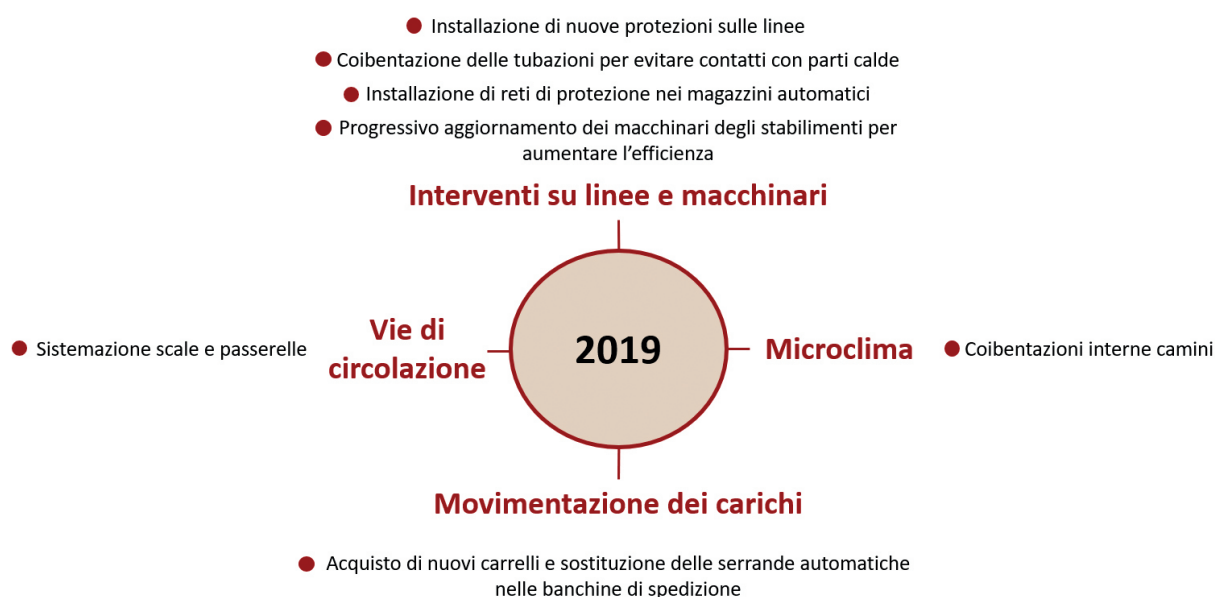 Installazione di nuove protezioni sulle linee
Coibentazione delle tubazioni per evitare contatti con parti calde
Installazione di reti di protezione nei magazzini automatici
Progressivo aggiornamento dei macchinari degli stabilimenti per
aumentare l'efficienza
Interventi su linee e macchinari
Sistemazione scale e passerelle
Vie di
circolazione
2019
Microclima
Coibentazioni interne camini
Movimentazione dei carichi
Acquisto di nuovi carrelli e sostituzione delle serrande automatiche
nelle banchine di spedizione